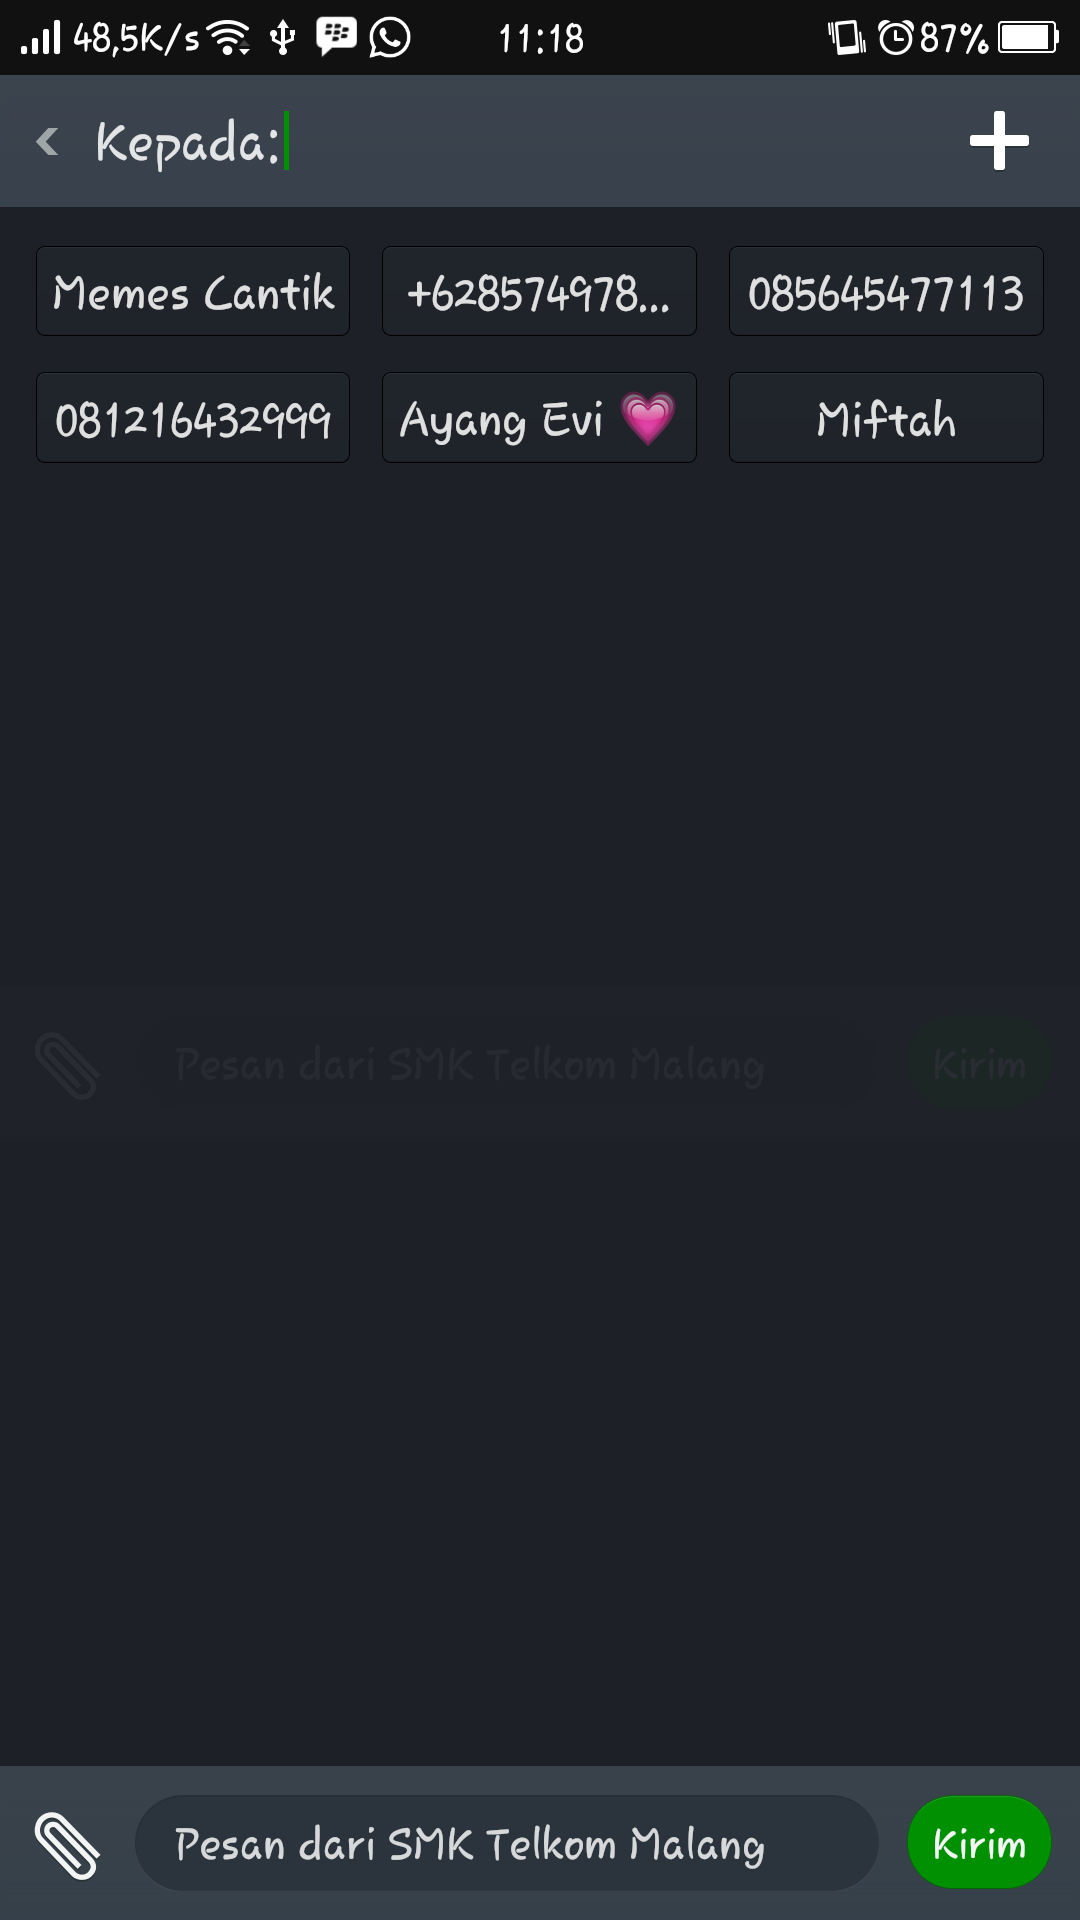 48,5K/s 11:18 87%
Kepada:
Memes Cantik +628574978... 085645477113
081216432999 Ayang Evi 💗 Miftah
Pesan dari SMK Telkom Malang Kirim
Pesan dari SMK Telkom Malang Kirim